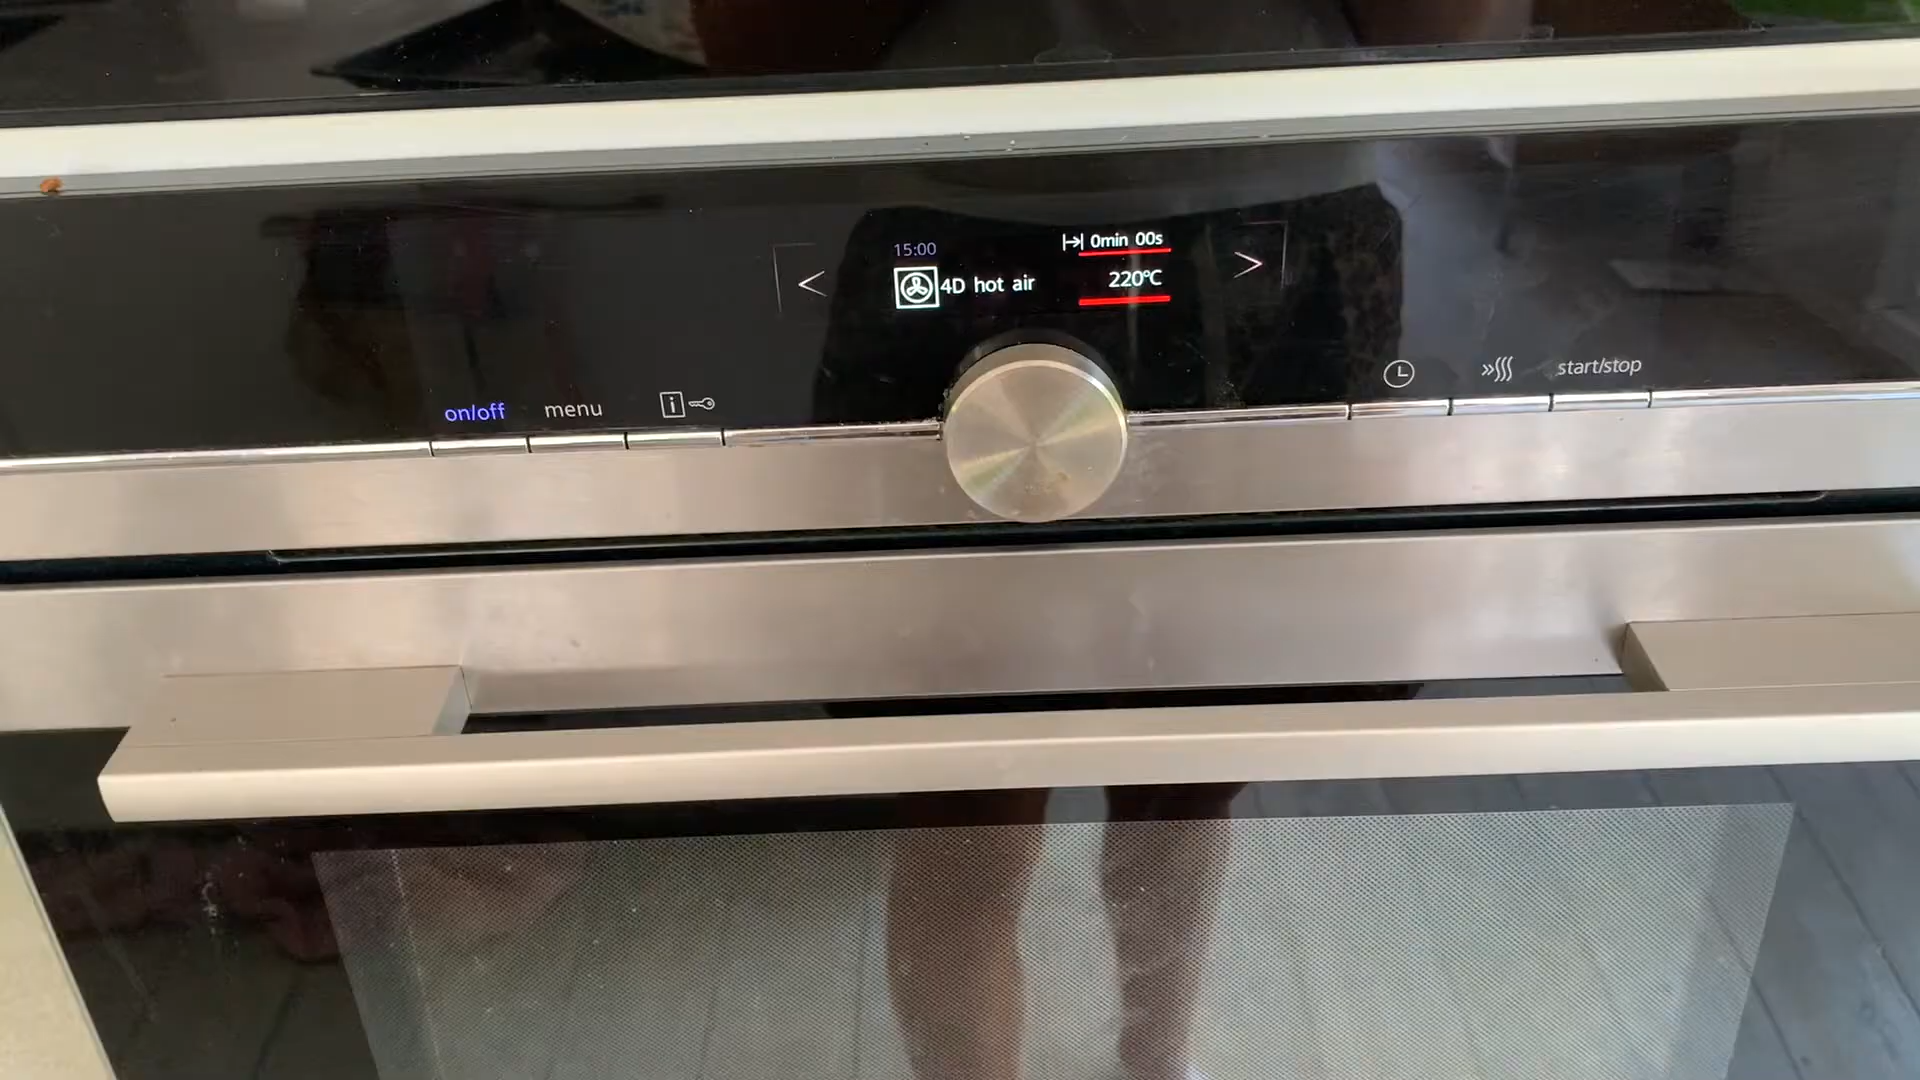 15:00
0min 00s
4D hot air
220°C
on/off
menu
i
start/stop